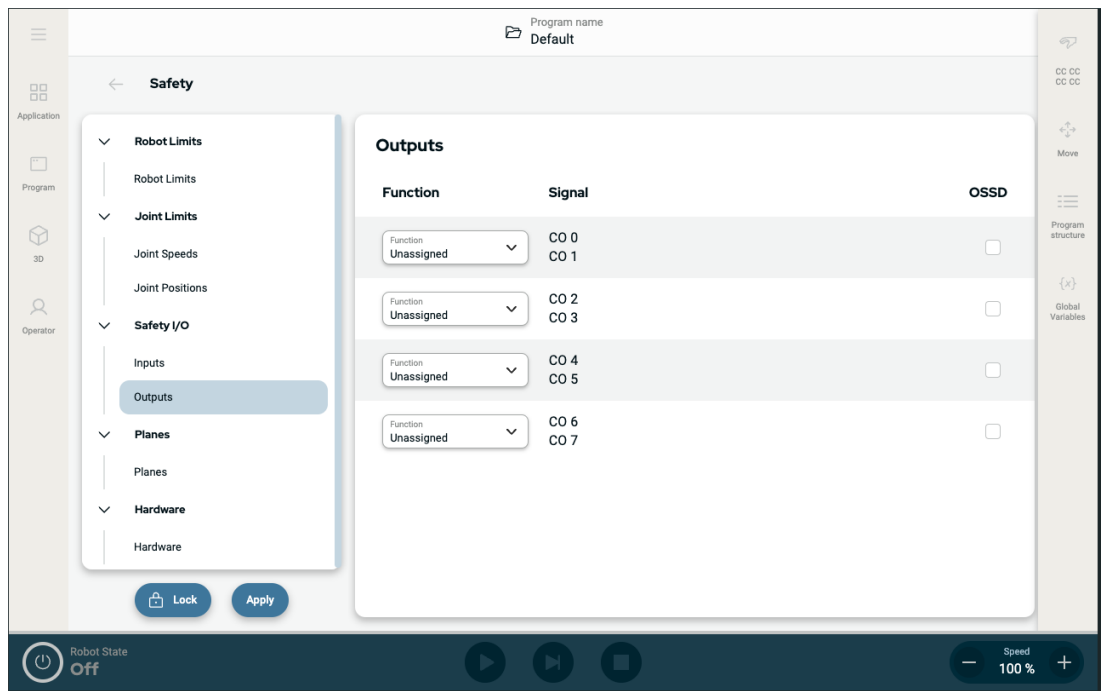 Program name
Default
Application
Program
3D
Operator
Safety
Robot Limits
Robot Limits
Joint Limits
Joint Speeds
Joint Positions
Safety I/O
Inputs
Outputs
Planes
Planes
Hardware
Hardware
Lock
Apply
Outputs
Function
Signal
OSSD
Function
Unassigned
CO 0
CO 1
Function
Unassigned
CO 2
CO 3
Function
Unassigned
CO 4
CO 5
Function
Unassigned
CO 6
CO 7
CC CC
CC CC
Move
Program
structure
{x}
Global
Variables
Robot State
Off
Speed
100 %